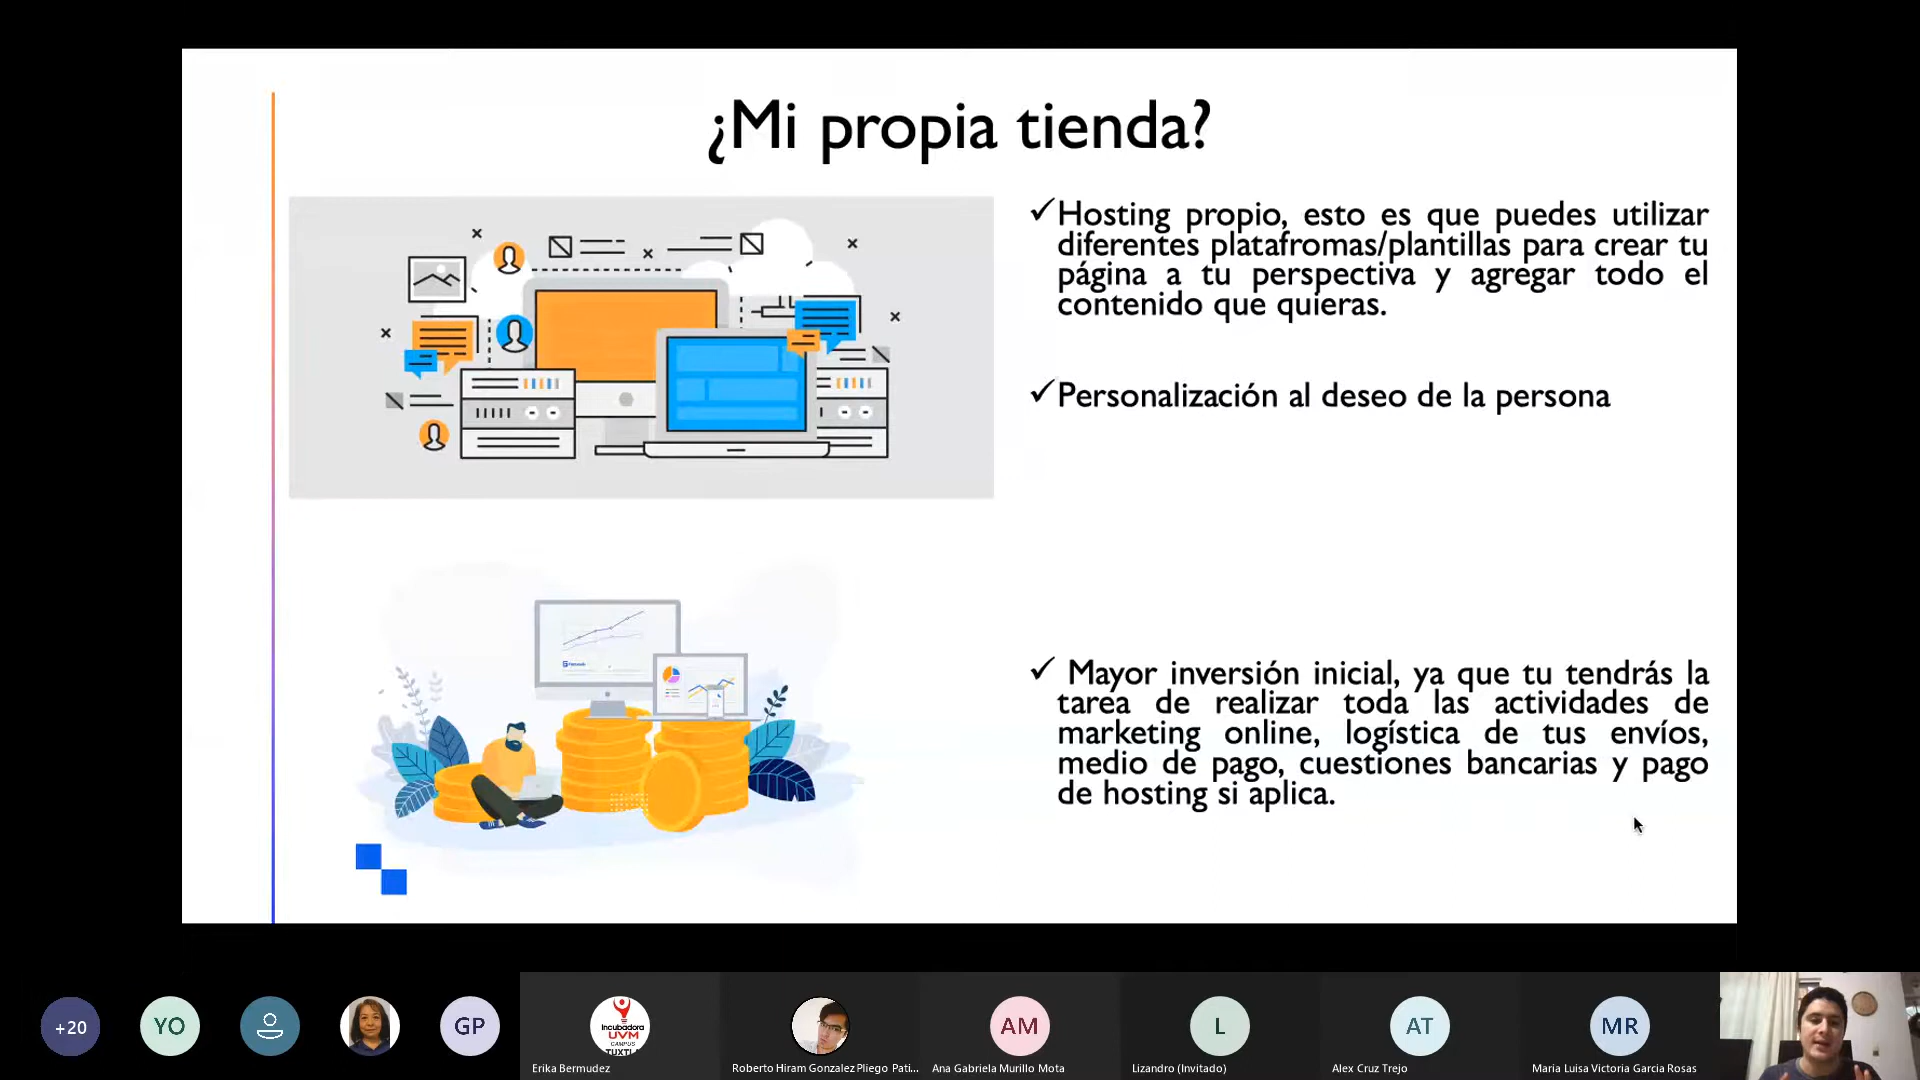 ¿Mi propia tienda?
✓Hosting propio, esto es que puedes utilizar
diferentes platafromas/plantillas para crear tu
página a tu perspectiva y agregar todo el
contenido que quieras.
✓Personalización al deseo de la persona
✓ Mayor inversión inicial, ya que tu tendrás la
tarea de realizar toda las actividades de
marketing online, logística de tus envíos,
medio de pago, cuestiones bancarias y pago
de hosting si aplica.
+20
YO
GP
Incubadora
UVM
CAMPUS
TUXTL
AM
L
AT
MR
Erika Bermudez
Roberto Hiram Gonzalez Pliego Pati...
Ana Gabriela Murillo Mota
Lizandro (Invitado)
Alex Cruz Trejo
Maria Luisa Victoria Garcia Rosas